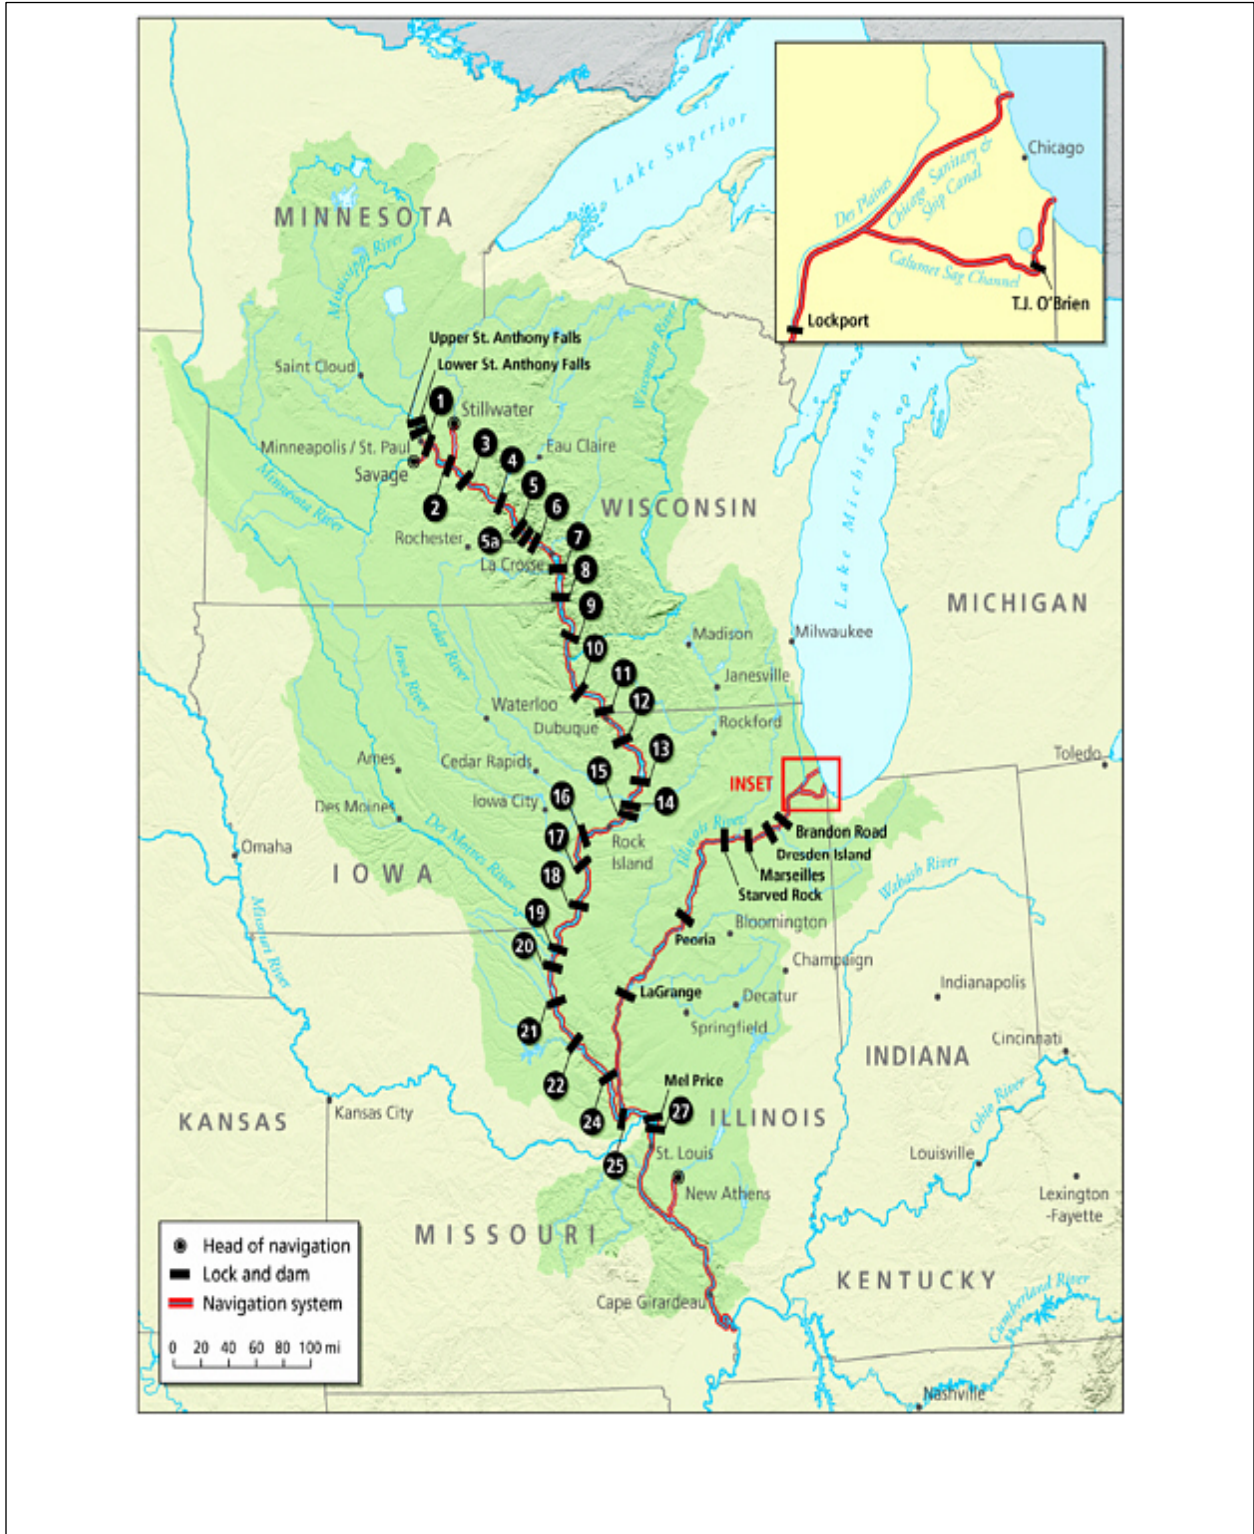 Lake Superior
Chicago
Des Plaines
Chicago Sanitary &
Ship Canal
Calumet Sag Channel
T.J. O'Brien
Lockport
MINNESOTA
Mississippi River
Upper St. Anthony Falls
Lower St. Anthony Falls
Saint Cloud
Wisconsin River
1
Stillwater
Minneapolis / St. Paul
Savage
3
Eau Claire
4
Minnesota River
2
5
WISCONSIN
6
Rochester
5a
7
La Crosse
8
Lake Michigan
MICHIGAN
9
Cedar River
Madison
Milwaukee
10
Iowa River
11
Janesville
12
Waterloo
Dubuque
Rockford
13
Ames
Cedar Rapids
15
Toledo
INSET
16
Iowa City
14
Des Moines
Des Moines River
17
Rock
Island
Illinois River
Brandon Road
Dresden Island
Marseilles
Starved Rock
Omaha
IOWA
18
Wabash River
19
Missouri River
20
Peoria
Bloomington
Champaign
LaGrange
Decatur
Indianapolis
21
Springfield
Cincinnati
INDIANA
22
Mel Price
KANSAS
Kansas City
24
27
ILLINOIS
Ohio River
25
St. Louis
Louisville
New Athens
Lexington
-Fayette
MISSOURI
KENTUCKY
Cape Girardeau
Cumberland River
Nashville
Head of navigation
Lock and dam
Navigation system
0 20 40 60 80 100 mi